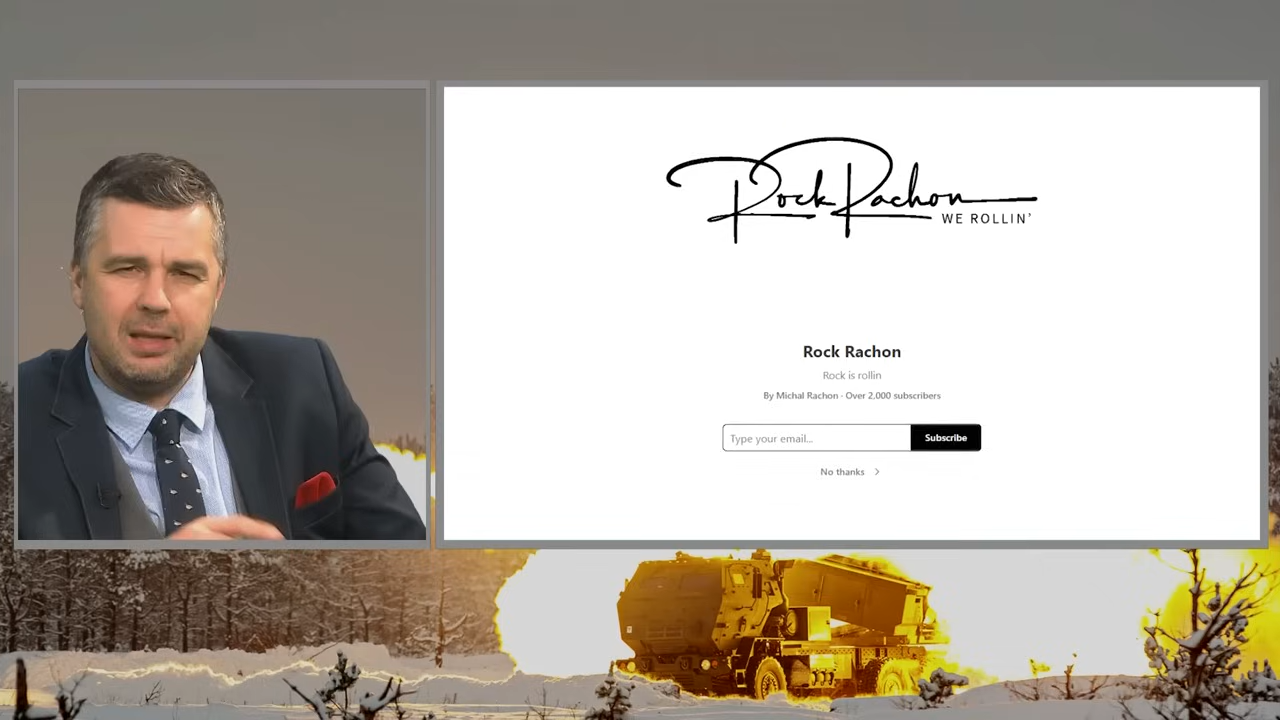 Rock Rachon
WE ROLLIN'
Rock Rachon
Rock is rollin
By Michal Rachon · Over 2,000 subscribers
Type your email...
Subscribe
No thanks